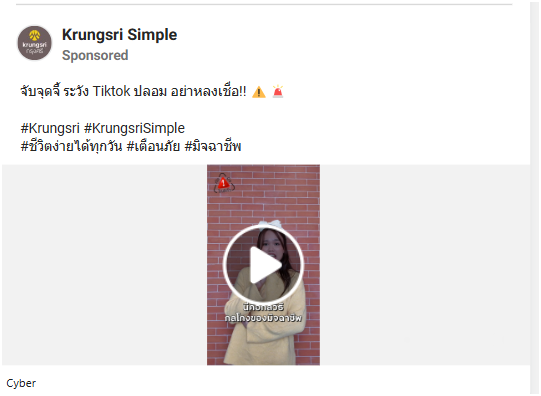 Krungsri Simple
Sponsored
krungsri
กรุงศรี
จับจุดจี้ ระวัง Tiktok ปลอม อย่าหลงเชื่อ!! ⚠️ 🚨
#Krungsri #KrungsriSimple
#ชีวิตง่ายได้ทุกวัน #เตือนภัย #มิจฉาชีพ
กลโกงของมิจฉาชีพ
Cyber